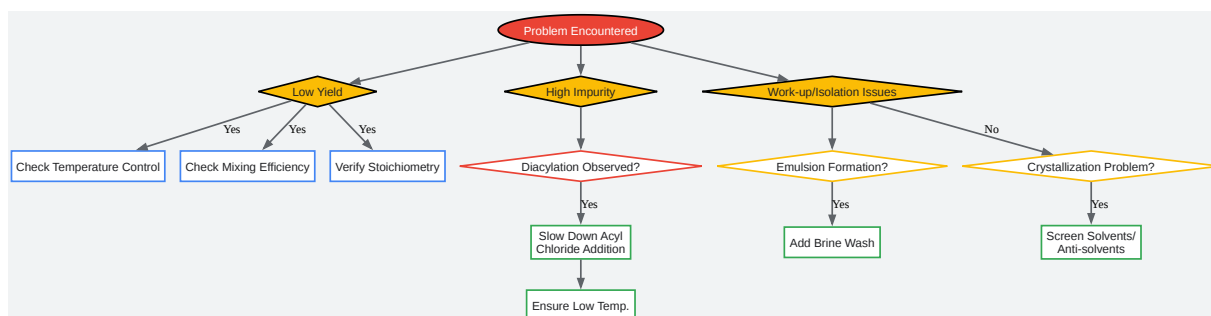 Problem Encountered
Low Yield
High Impurity
Work-up/Isolation Issues
Yes
Yes
Yes
No
Check Temperature Control
Check Mixing Efficiency
Verify Stoichiometry
Diacylation Observed?
Emulsion Formation?
Crystallization Problem?
Yes
Yes
Yes
Slow Down Acyl
Chloride Addition
Add Brine Wash
Screen Solvents/
Anti-solvents
Ensure Low Temp.